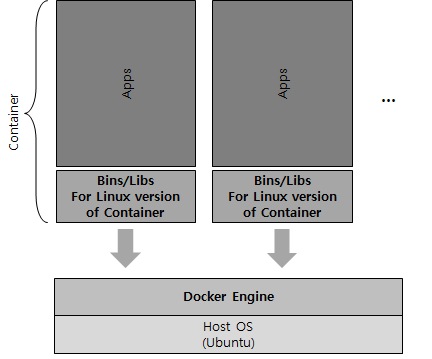 Container
Apps
Apps
...
Bins/Libs
For Linux version
of Container
Bins/Libs
For Linux version
of Container
Docker Engine
Host OS
(Ubuntu)